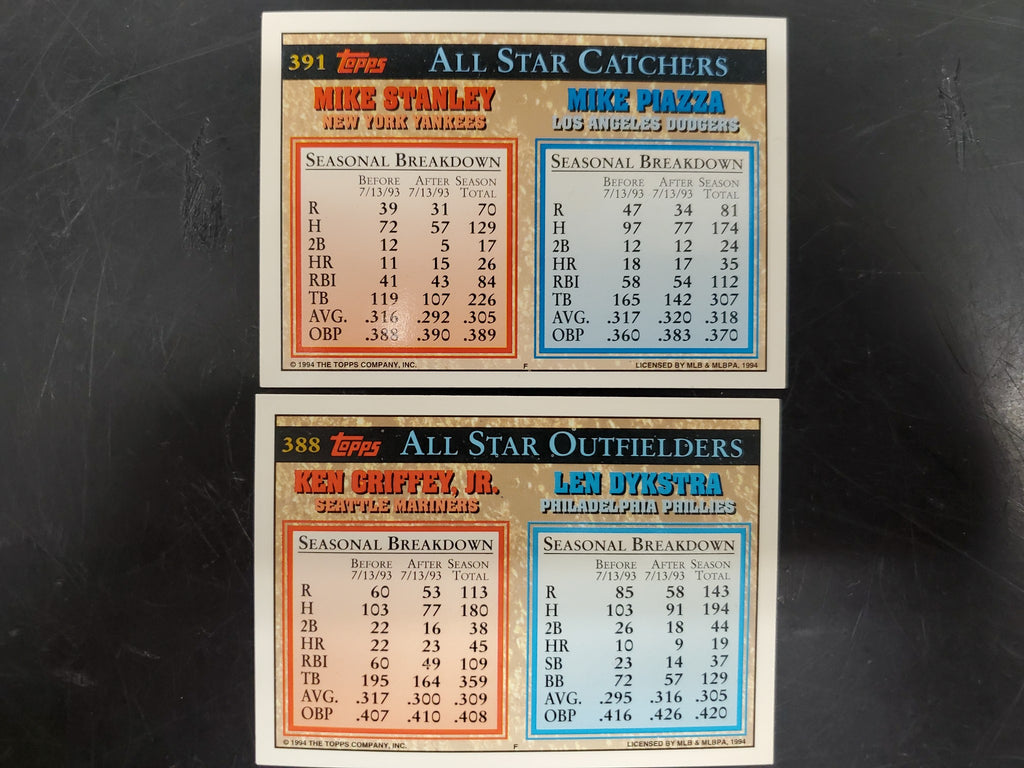 391 Topps ALL STAR CATCHERS
MIKE STANLEY
NEW YORK YANKEES
SEASONAL BREAKDOWN
BEFORE AFTER SEASON
7/13/93 7/13/93 TOTAL
R 39 31 70
H 72 57 129
2B 12 5 17
HR 11 15 26
RBI 41 43 84
TB 119 107 226
AVG. .316 .292 .305
OBP .388 .390 .389
MIKE PIAZZA
LOS ANGELES DODGERS
SEASONAL BREAKDOWN
BEFORE AFTER SEASON
7/13/93 7/13/93 TOTAL
R 47 34 81
H 97 77 174
2B 12 12 24
HR 18 17 35
RBI 58 54 112
TB 165 142 307
AVG. .317 .320 .318
OBP .360 .383 .370
© 1994 THE TOPPS COMPANY, INC. F LICENSED BY MLB & MLBPA, 1994
388 Topps ALL STAR OUTFIELDERS
KEN GRIFFEY, JR.
SEATTLE MARINERS
SEASONAL BREAKDOWN
BEFORE AFTER SEASON
7/13/93 7/13/93 TOTAL
R 60 53 113
H 103 77 180
2B 22 16 38
HR 22 23 45
RBI 60 49 109
TB 195 164 359
AVG. .317 .300 .309
OBP .407 .410 .408
LEN DYKSTRA
PHILADELPHIA PHILLIES
SEASONAL BREAKDOWN
BEFORE AFTER SEASON
7/13/93 7/13/93 TOTAL
R 85 58 143
H 103 91 194
2B 26 18 44
HR 10 9 19
SB 23 14 37
BB 72 57 129
AVG. .295 .316 .305
OBP .416 .426 .420
© 1994 THE TOPPS COMPANY, INC. F LICENSED BY MLB & MLBPA, 1994